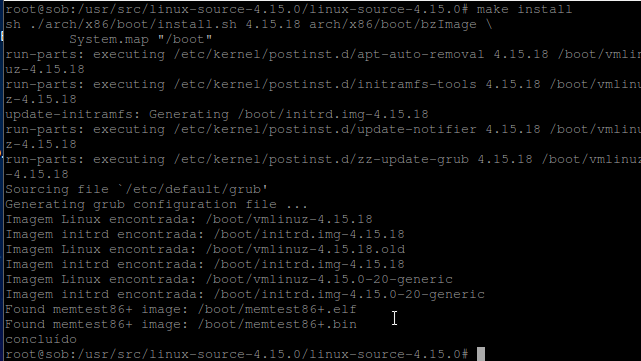 root@sob:/usr/src/linux-source-4.15.0/linux-source-4.15.0# make install
sh ./arch/x86/boot/install.sh 4.15.18 arch/x86/boot/bzImage \
System.map "/boot"
run-parts: executing /etc/kernel/postinst.d/apt-auto-removal 4.15.18 /boot/vmlin
uz-4.15.18
run-parts: executing /etc/kernel/postinst.d/initramfs-tools 4.15.18 /boot/vmlinu
z-4.15.18
update-initramfs: Generating /boot/initrd.img-4.15.18
run-parts: executing /etc/kernel/postinst.d/update-notifier 4.15.18 /boot/vmlinu
z-4.15.18
run-parts: executing /etc/kernel/postinst.d/zz-update-grub 4.15.18 /boot/vmlinuz
-4.15.18
Sourcing file `/etc/default/grub'
Generating grub configuration file ...
Imagem Linux encontrada: /boot/vmlinuz-4.15.18
Imagem initrd encontrada: /boot/initrd.img-4.15.18
Imagem Linux encontrada: /boot/vmlinuz-4.15.18.old
Imagem initrd encontrada: /boot/initrd.img-4.15.18
Imagem Linux encontrada: /boot/vmlinuz-4.15.0-20-generic
Imagem initrd encontrada: /boot/initrd.img-4.15.0-20-generic
Found memtest86+ image: /boot/memtest86+.elf
Found memtest86+ image: /boot/memtest86+.bin
concluído
root@sob:/usr/src/linux-source-4.15.0/linux-source-4.15.0#